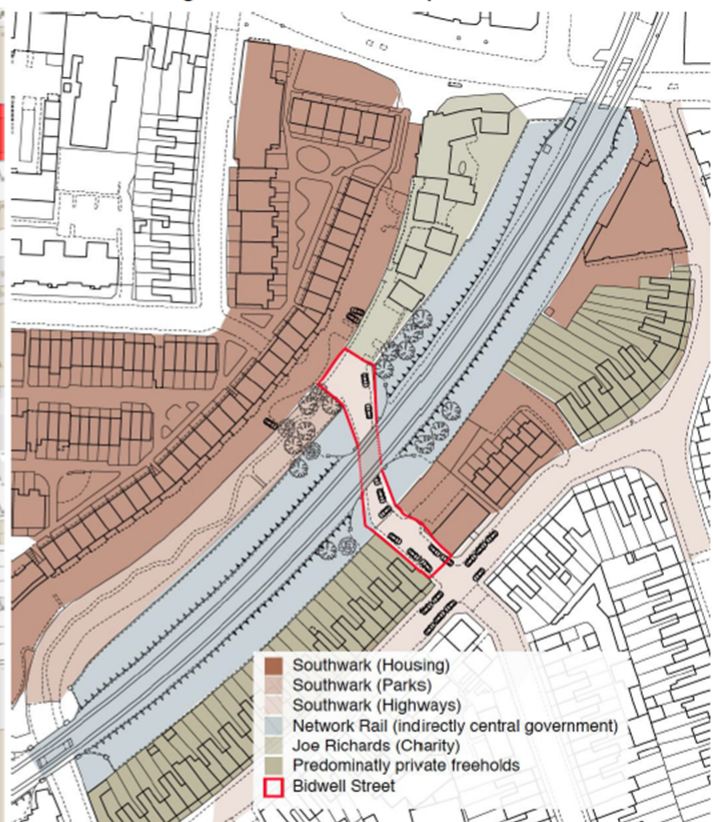 Southwark (Housing)
Southwark (Parks)
Southwark (Highways)
Network Rail (indirectly central government)
Joe Richards (Charity)
Predominatly private freeholds
Bidwell Street